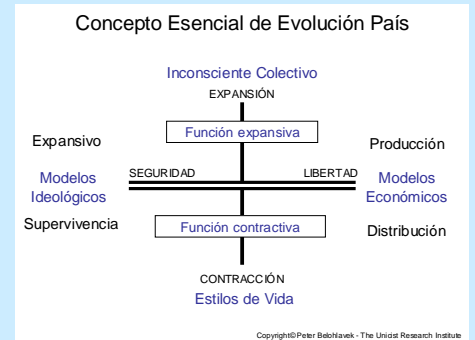 Concepto Esencial de Evolución País
Inconsciente Colectivo
EXPANSIÓN
Función expansiva
Expansivo
Producción
SEGURIDAD
LIBERTAD
Modelos
Ideológicos
Modelos
Económicos
Supervivencia
Función contractiva
Distribución
CONTRACCIÓN
Estilos de Vida
Copyright© Peter Belohlavek - The Unicist Research Institute